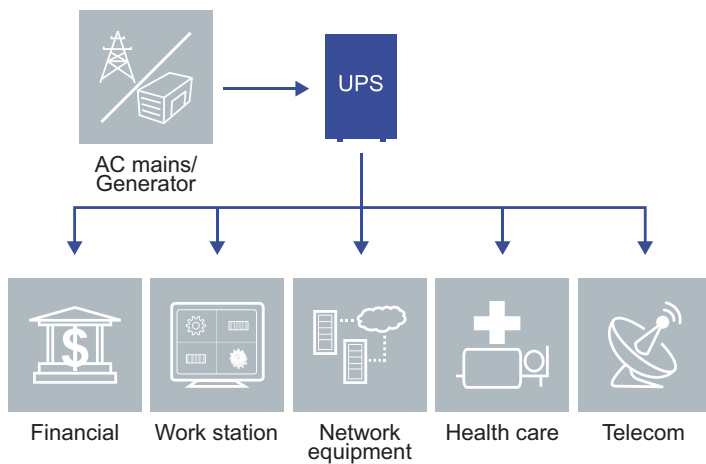 UPS
AC mains/
Generator
$
Financial
Work station
Network
equipment
Health care
Telecom